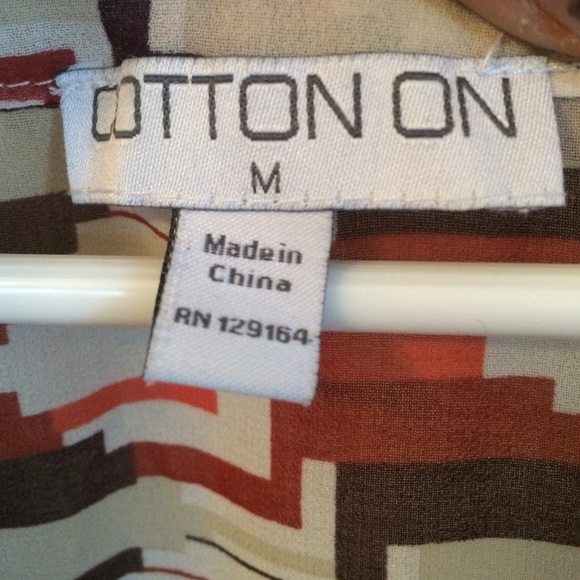 COTTON ON
M
Made in
China
RN 129164